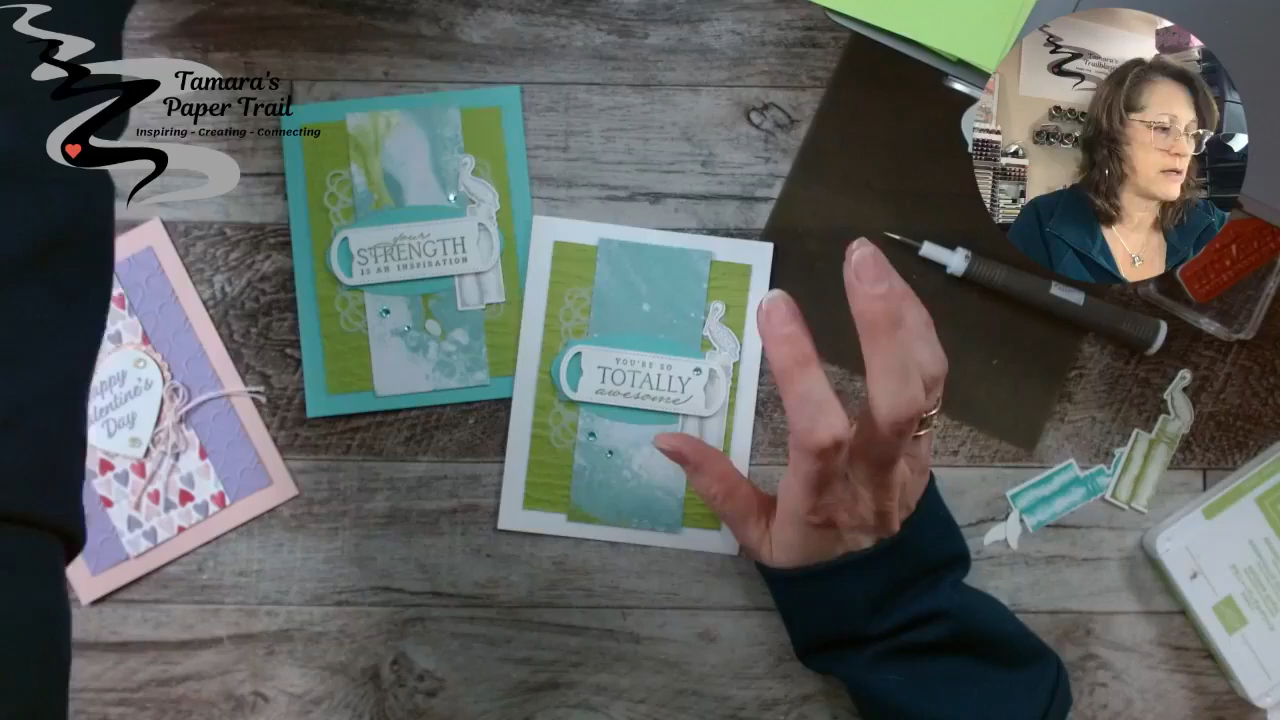 Tamara's
Paper Trail
Inspiring - Creating - Connecting
your
STRENGTH
IS AN INSPIRATION
YOU'RE SO
TOTALLY
awesome
Happy
Valentine's
Day